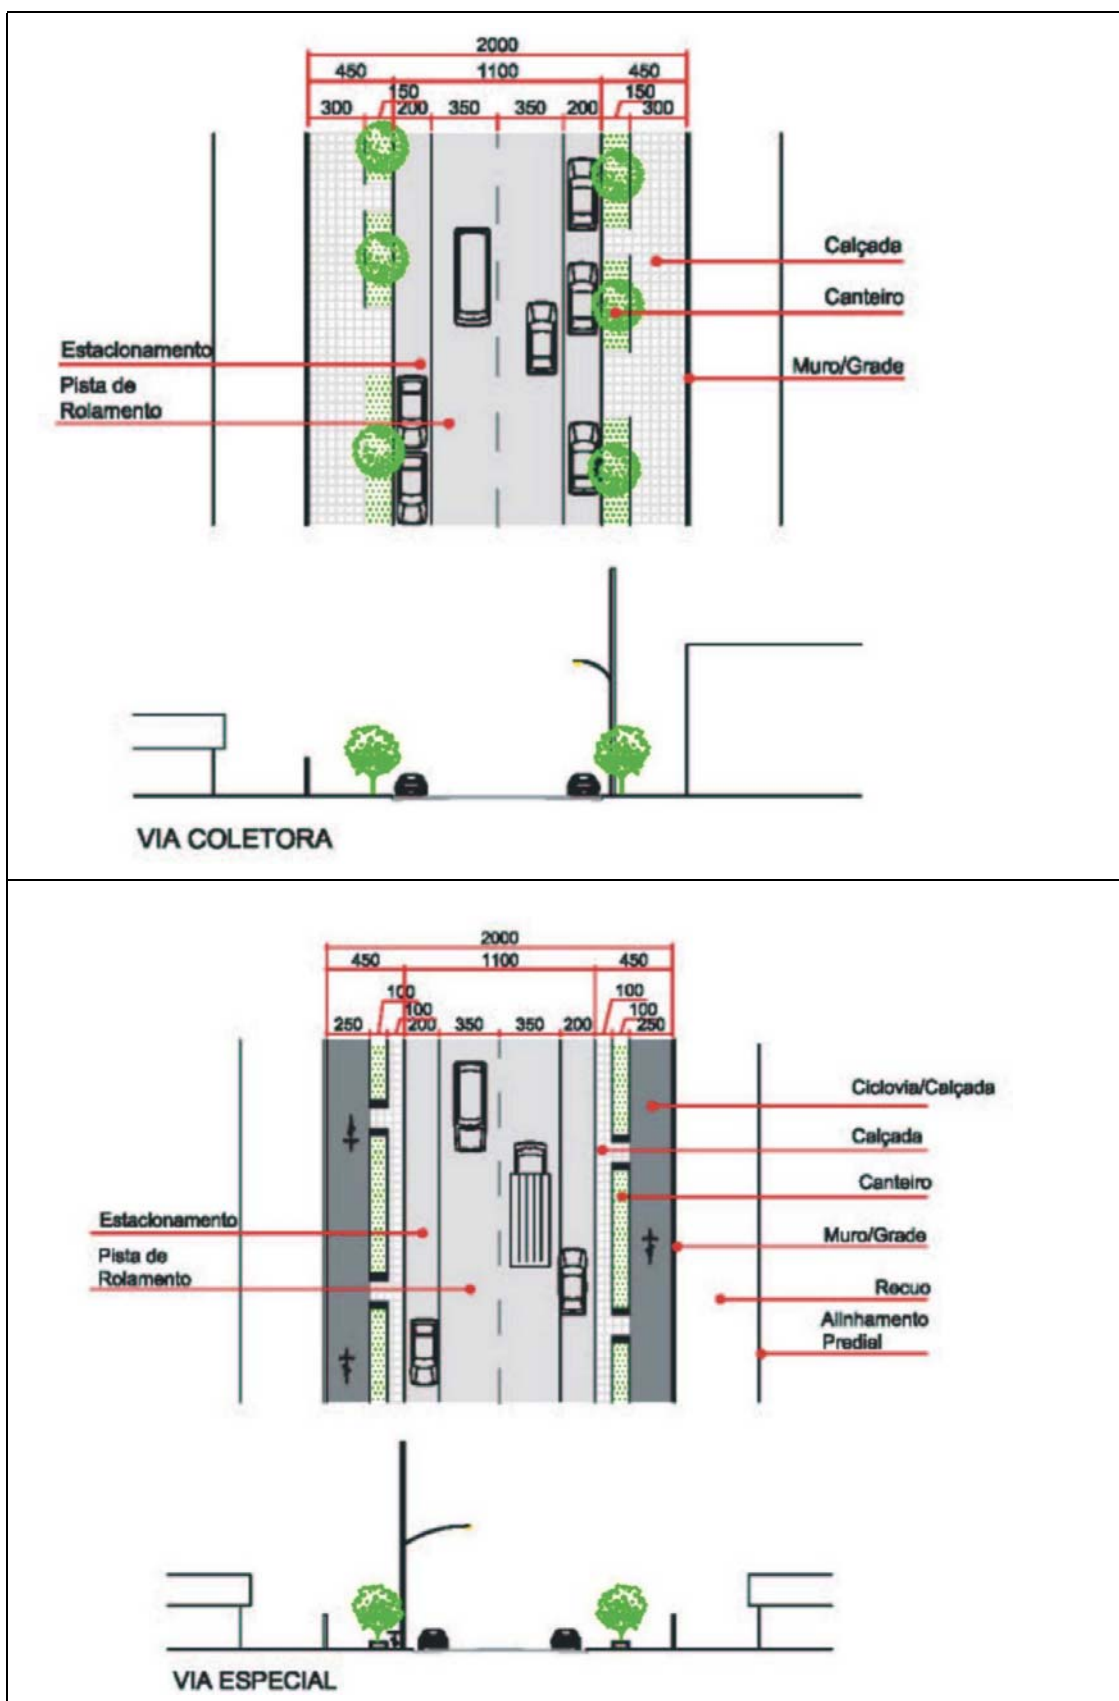 2000
450 1100 450
150 150
300 200 350 350 200 300
Calçada
Canteiro
Estacionamento
Muro/Grade
Pista de
Rolamento
VIA COLETORA
2000
450 1100 450
100 100
100 100
250 200 350 350 200 250
Ciclovia/Calçada
Calçada
Canteiro
Estacionamento
Muro/Grade
Pista de
Rolamento
Recuo
Alinhamento
Predial
VIA ESPECIAL